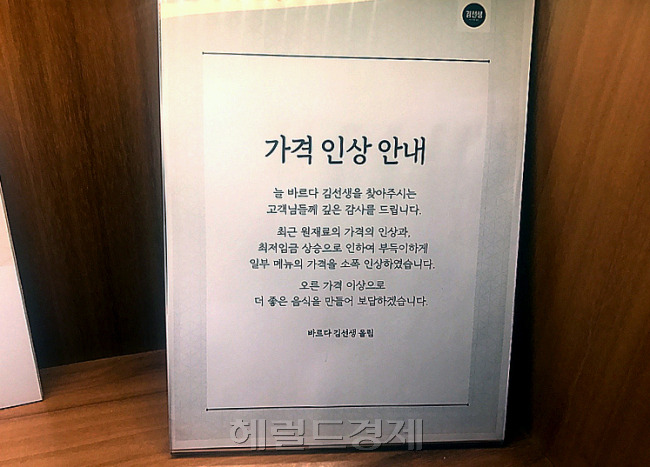 김선생
가격 인상 안내
늘 바르다 김선생을 찾아주시는
고객님들께 깊은 감사를 드립니다.
최근 원재료의 가격의 인상과,
최저임금 상승으로 인하여 부득이하게
일부 메뉴의 가격을 소폭 인상하였습니다.
오른 가격 이상으로
더 좋은 음식을 만들어 보답하겠습니다.
바르다 김선생 올림
헤럴드경제